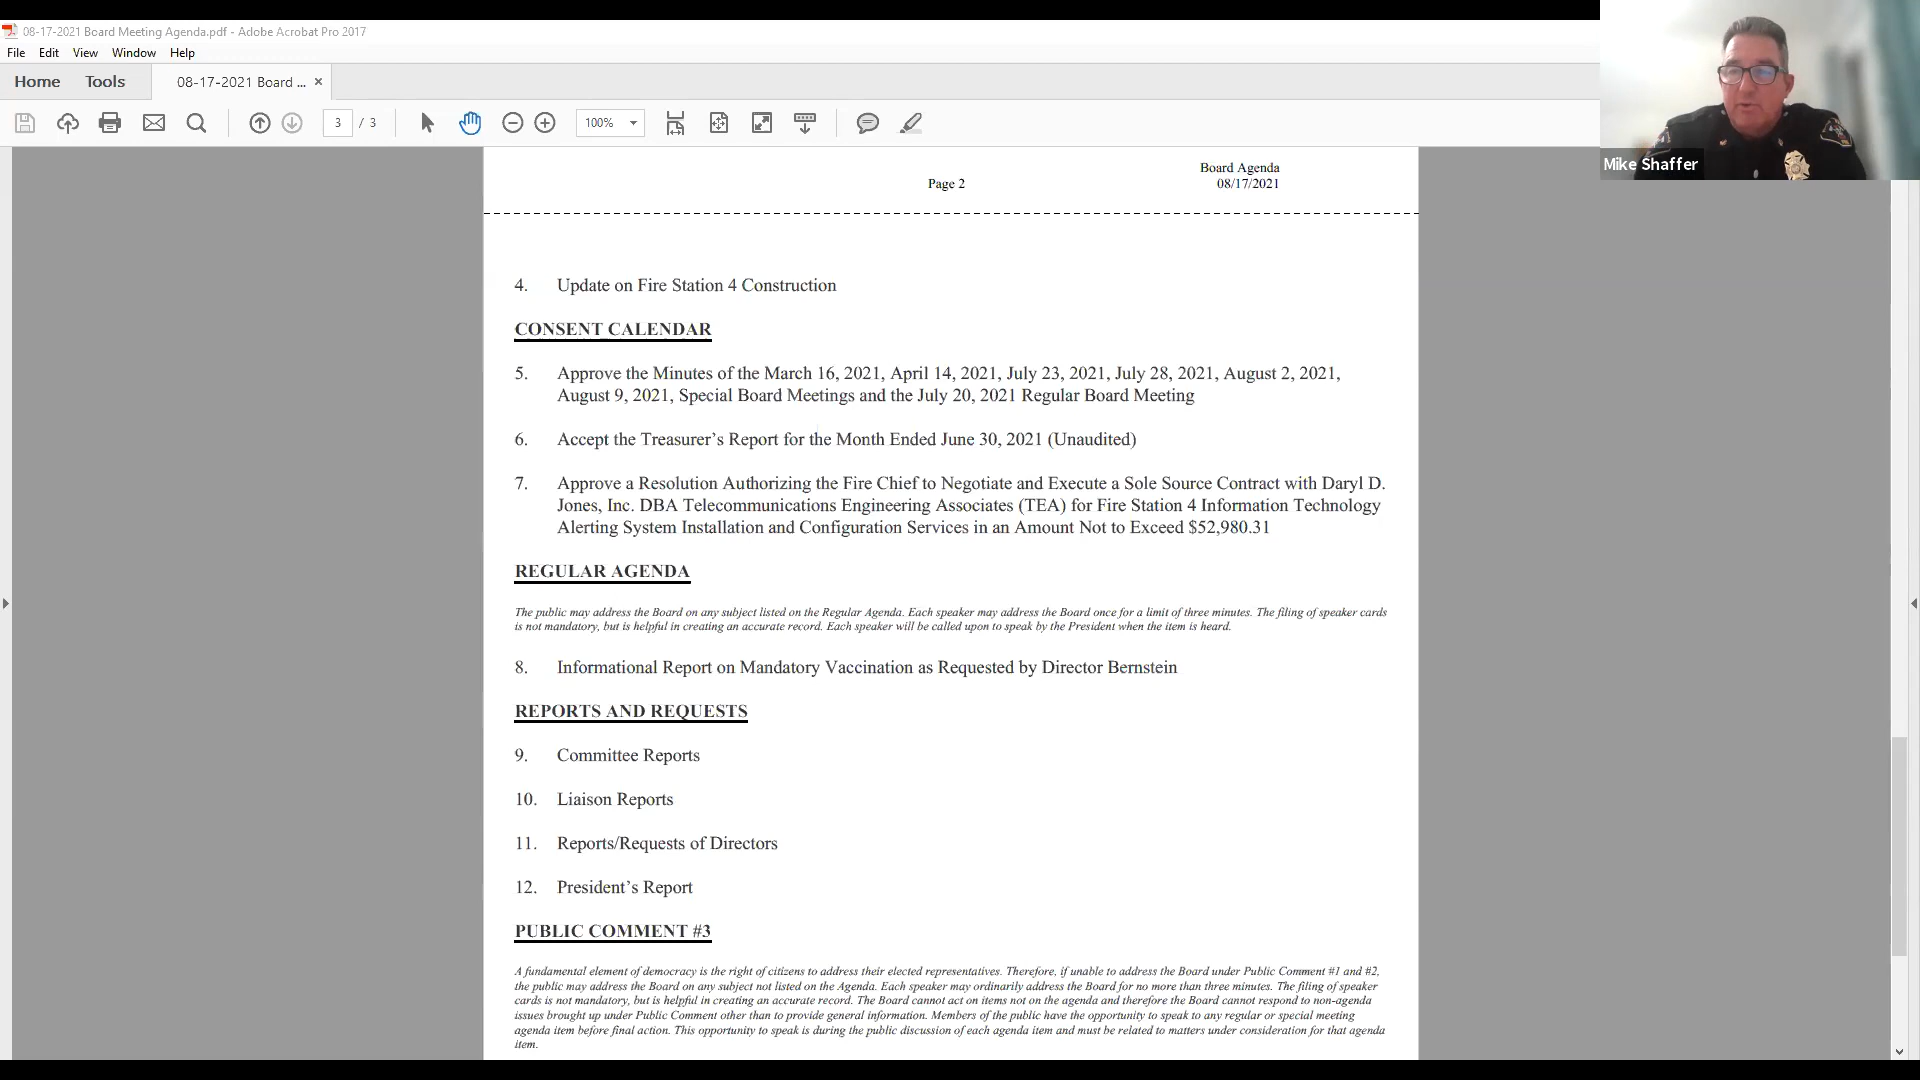 08-17-2021 Board Meeting Agenda.pdf - Adobe Acrobat Pro 2017
File Edit View Window Help
Home Tools 08-17-2021 Board ... ×
3 / 3 100%
Mike Shaffer
Board Agenda
Page 2 08/17/2021
4. Update on Fire Station 4 Construction
CONSENT CALENDAR
5. Approve the Minutes of the March 16, 2021, April 14, 2021, July 23, 2021, July 28, 2021, August 2, 2021,
August 9, 2021, Special Board Meetings and the July 20, 2021 Regular Board Meeting
6. Accept the Treasurer’s Report for the Month Ended June 30, 2021 (Unaudited)
7. Approve a Resolution Authorizing the Fire Chief to Negotiate and Execute a Sole Source Contract with Daryl D.
Jones, Inc. DBA Telecommunications Engineering Associates (TEA) for Fire Station 4 Information Technology
Alerting System Installation and Configuration Services in an Amount Not to Exceed $52,980.31
REGULAR AGENDA
The public may address the Board on any subject listed on the Regular Agenda. Each speaker may address the Board once for a limit of three minutes. The filing of speaker cards
is not mandatory, but is helpful in creating an accurate record. Each speaker will be called upon to speak by the President when the item is heard.
8. Informational Report on Mandatory Vaccination as Requested by Director Bernstein
REPORTS AND REQUESTS
9. Committee Reports
10. Liaison Reports
11. Reports/Requests of Directors
12. President’s Report
PUBLIC COMMENT #3
A fundamental element of democracy is the right of citizens to address their elected representatives. Therefore, if unable to address the Board under Public Comment #1 and #2,
the public may address the Board on any subject not listed on the Agenda. Each speaker may ordinarily address the Board for no more than three minutes. The filing of speaker
cards is not mandatory, but is helpful in creating an accurate record. The Board cannot act on items not on the agenda and therefore the Board cannot respond to non-agenda
issues brought up under Public Comment other than to provide general information. Members of the public have the opportunity to speak to any regular or special meeting
agenda item before final action. This opportunity to speak is during the public discussion of each agenda item and must be related to matters under consideration for that agenda
item.